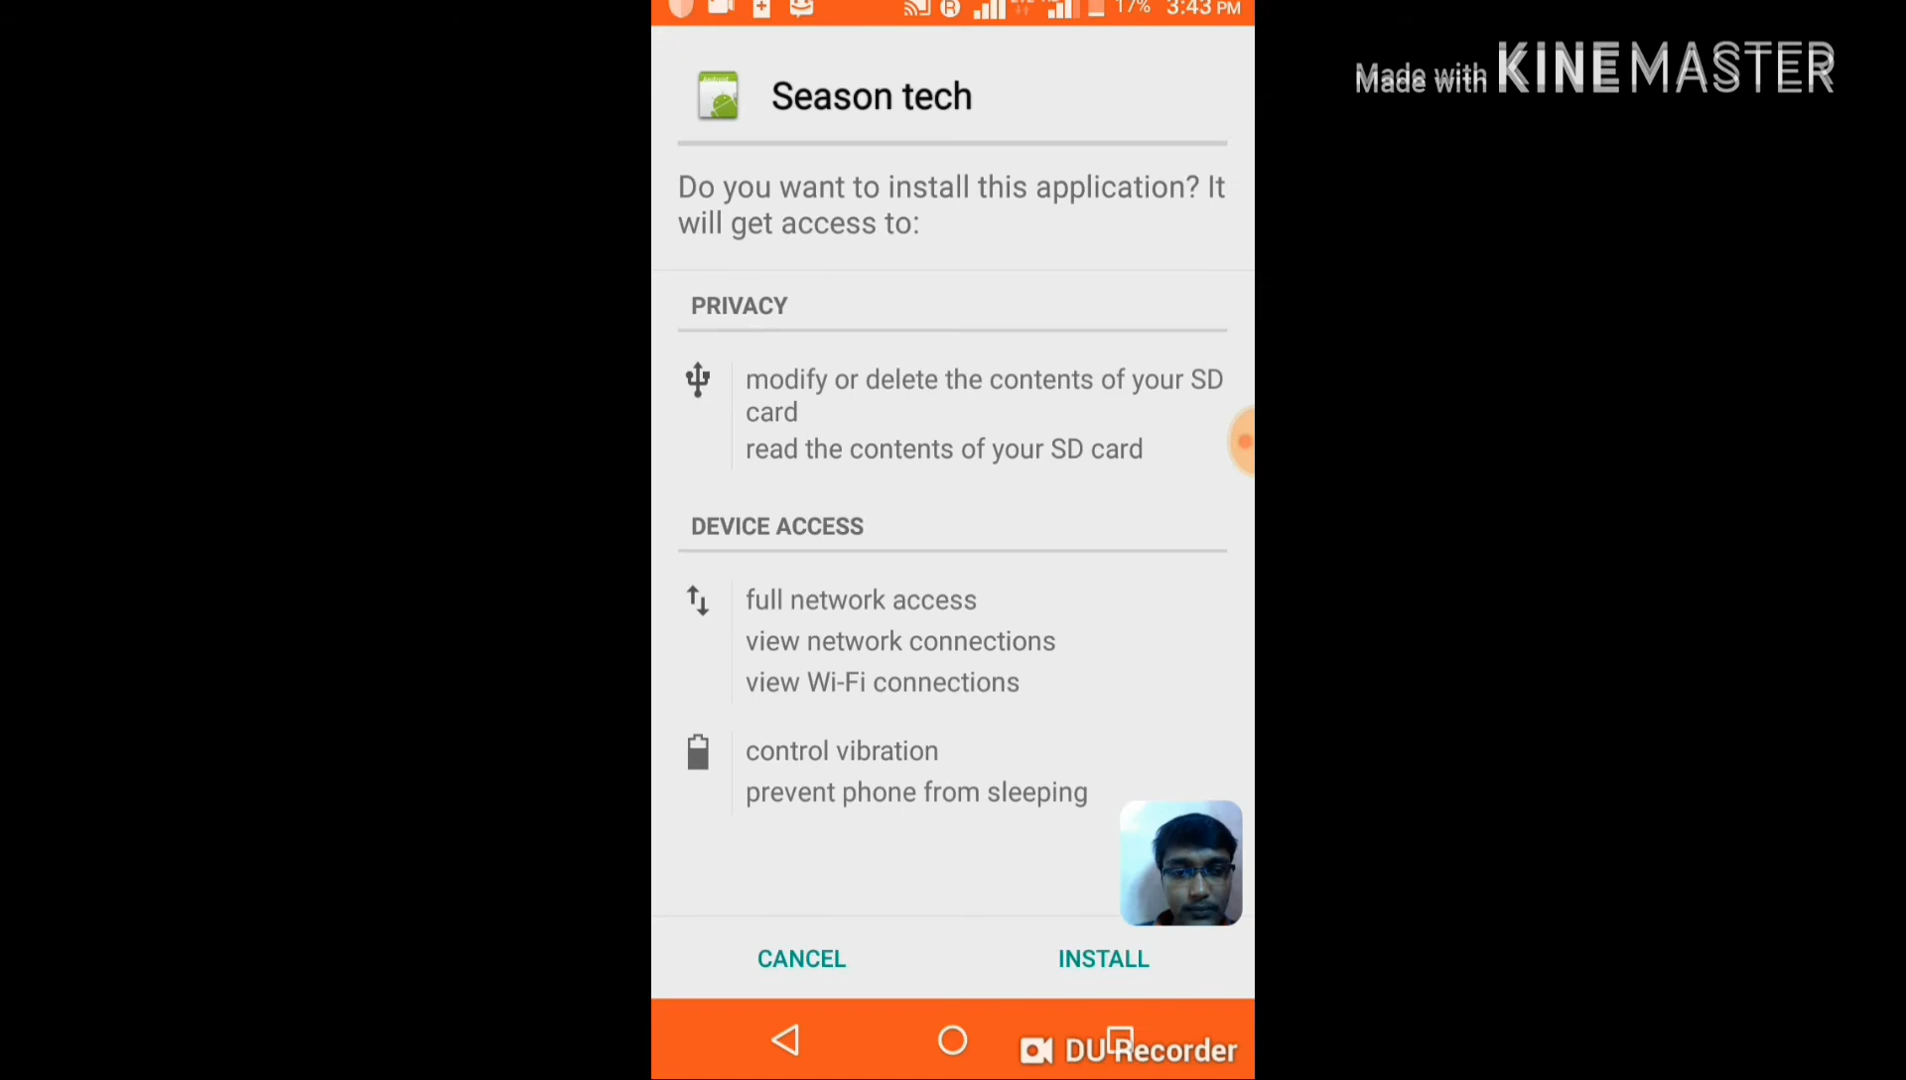 17% 3:43 PM
Made with KINEMASTER
Season tech
Do you want to install this application? It
will get access to:
PRIVACY
modify or delete the contents of your SD
card
read the contents of your SD card
DEVICE ACCESS
full network access
view network connections
view Wi-Fi connections
control vibration
prevent phone from sleeping
CANCEL
INSTALL
DU Recorder